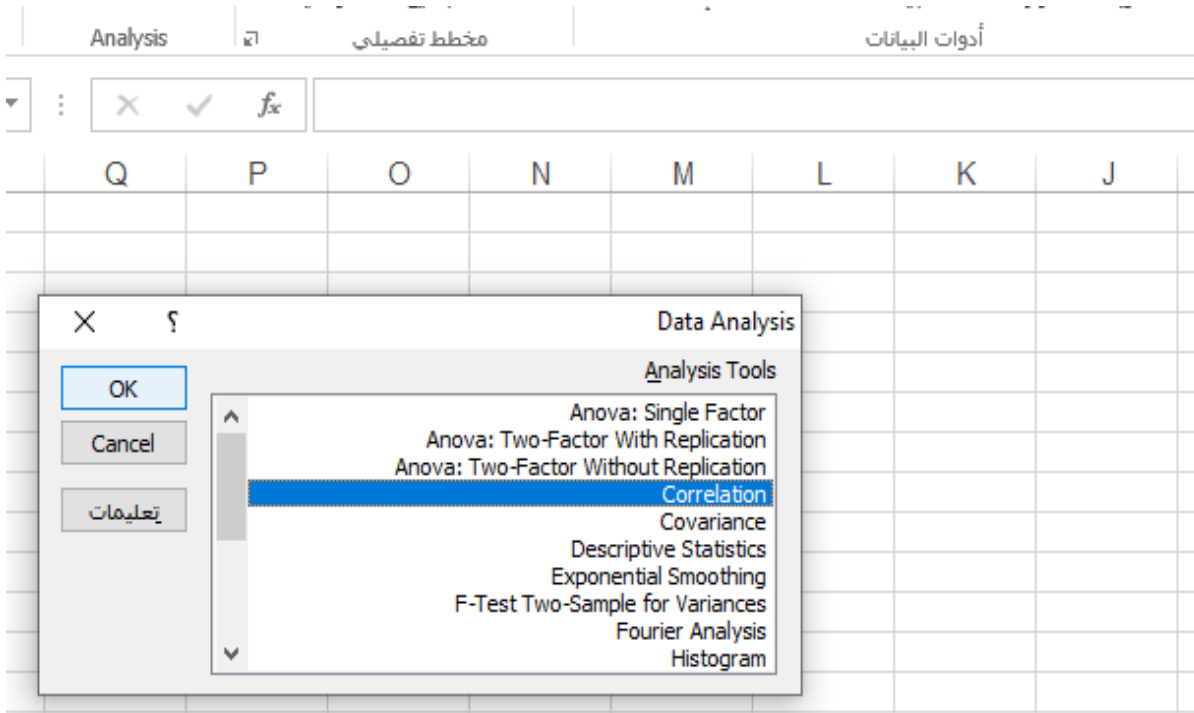 أدوات البيانات
مخطط تفصيلي
Analysis
fx
Q P O N M L K J
Data Analysis
؟
Analysis Tools
Anova: Single Factor
Anova: Two-Factor With Replication
Anova: Two-Factor Without Replication
Correlation
Covariance
Descriptive Statistics
Exponential Smoothing
F-Test Two-Sample for Variances
Fourier Analysis
Histogram
OK
Cancel
تعليمات